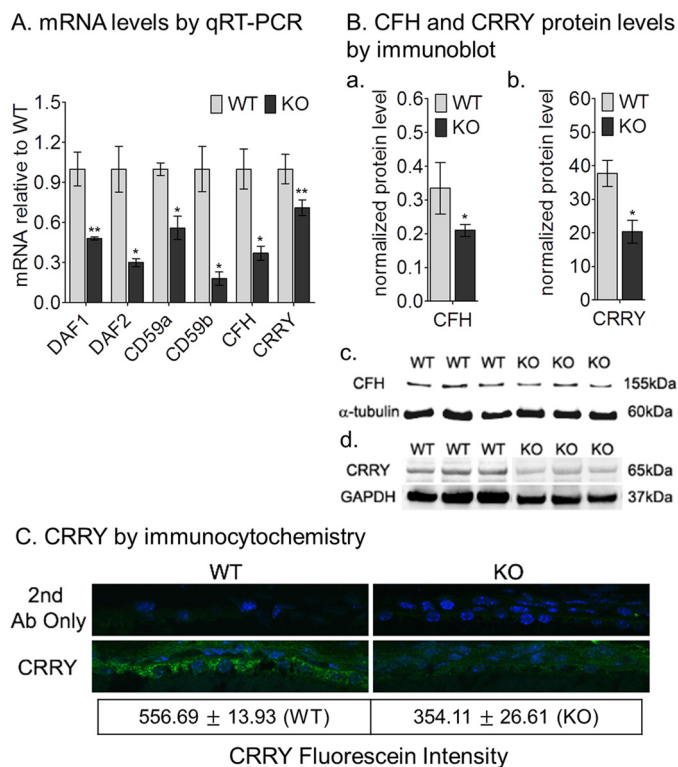 A. mRNA levels by qRT-PCR
mRNA relative to WT
1.5
1.2
0.9
0.6
0.3
0.0
WT KO
** * * * * **
DAF1 DAF2 CD59a CD59b CFH CRRY
B. CFH and CRRY protein levels
by immunoblot
a.
normalized protein level
0.6
0.5
0.4
0.3
0.2
0.1
0.0
WT
KO
*
CFH
b.
normalized protein level
60
50
40
30
20
10
0
WT
KO
*
CRRY
c.
WT WT WT KO KO KO
CFH 155kDa
α-tubulin 60kDa
d.
WT WT WT KO KO KO
CRRY 65kDa
GAPDH 37kDa
C. CRRY by immunocytochemistry
WT KO
2nd
Ab Only
CRRY
556.69 ± 13.93 (WT) 354.11 ± 26.61 (KO)
CRRY Fluorescein Intensity